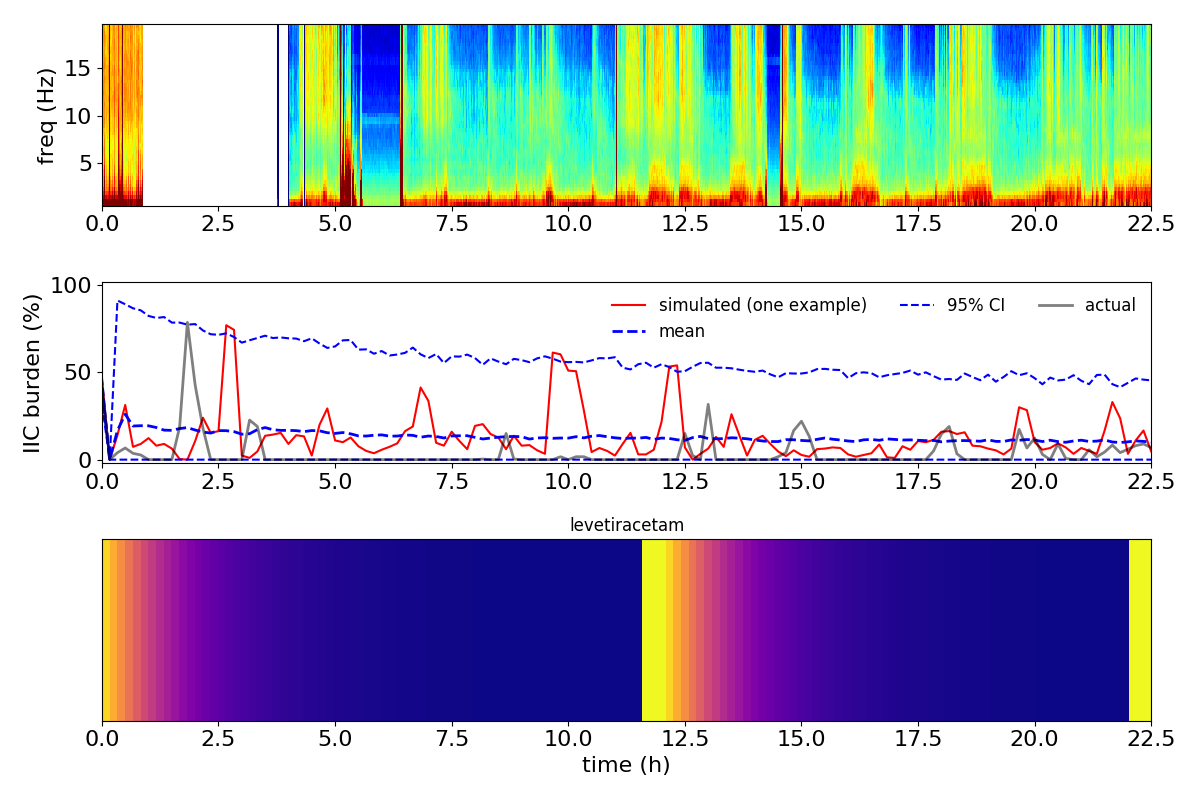 freq (Hz)
15
10
5
0.0 2.5 5.0 7.5 10.0 12.5 15.0 17.5 20.0 22.5
IIC burden (%)
100
50
0
simulated (one example) 95% CI actual
mean
0.0 2.5 5.0 7.5 10.0 12.5 15.0 17.5 20.0 22.5
levetiracetam
0.0 2.5 5.0 7.5 10.0 12.5 15.0 17.5 20.0 22.5
time (h)